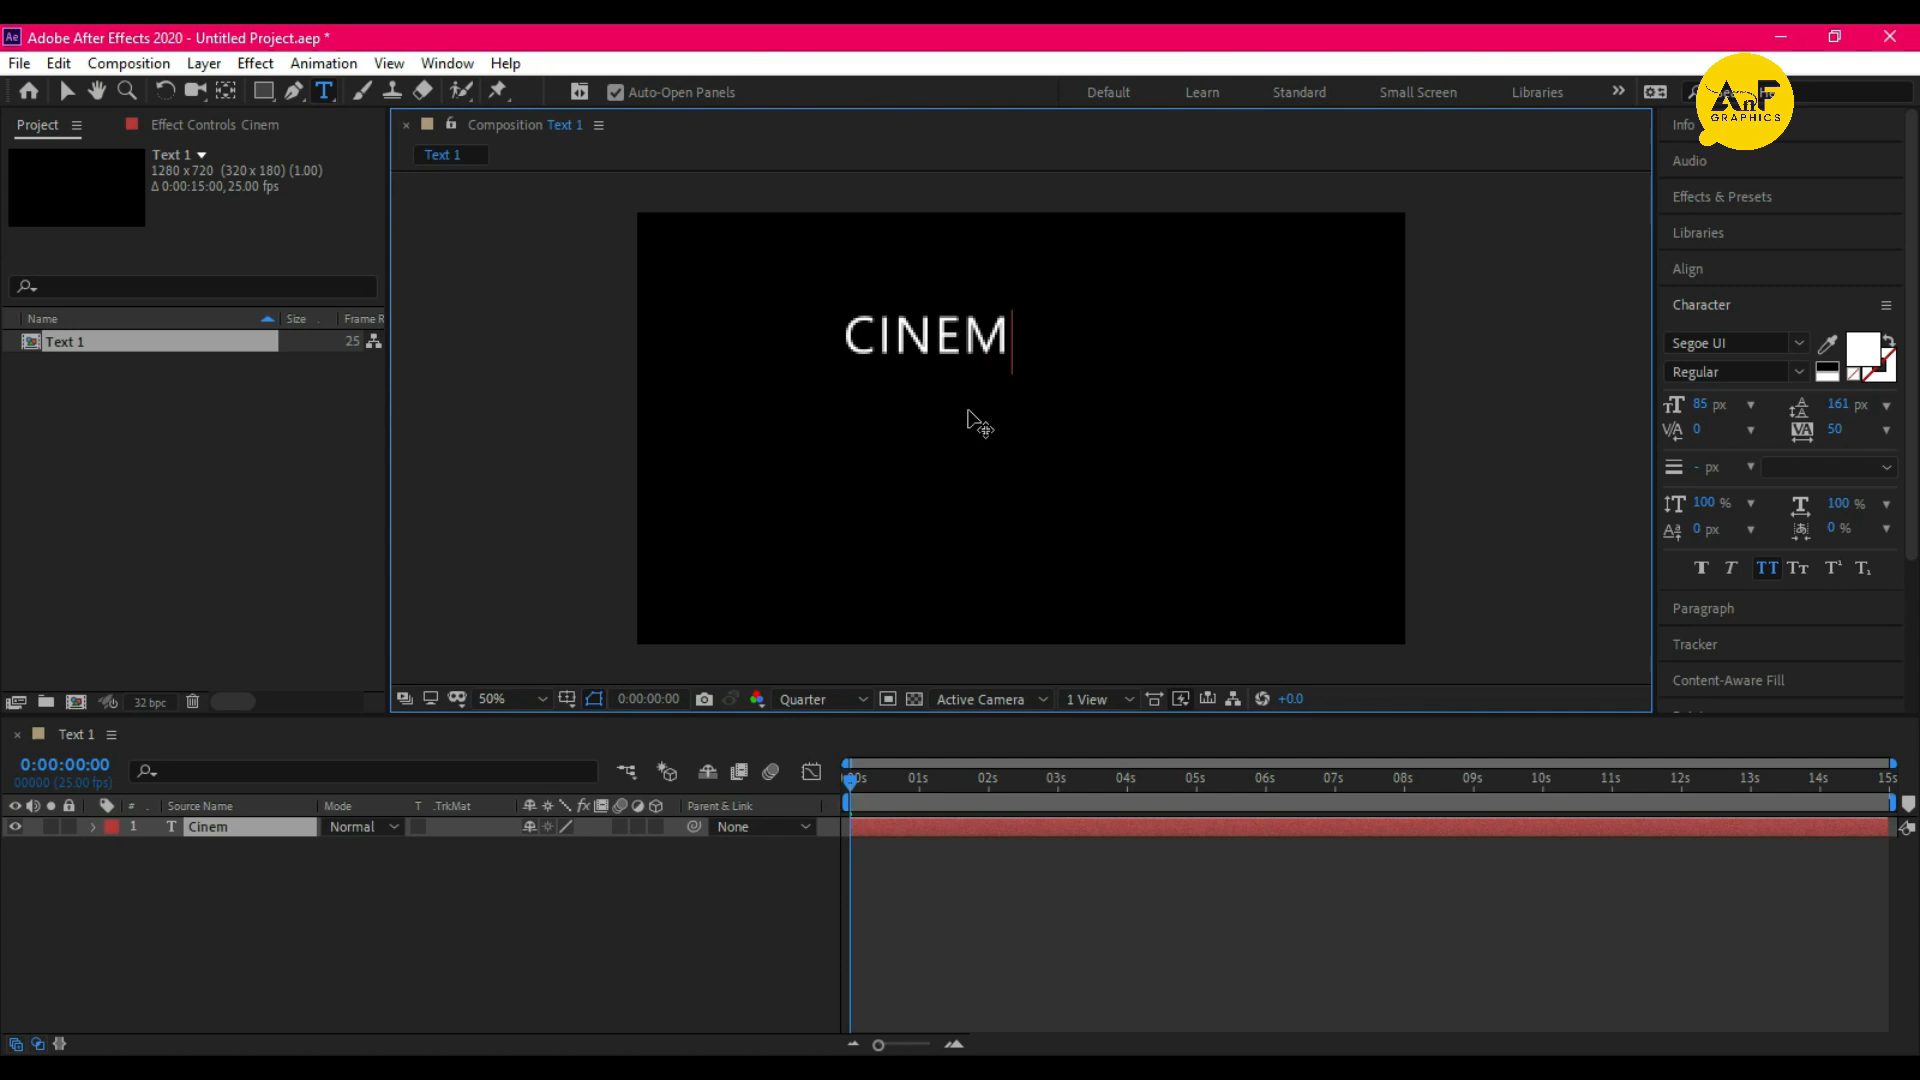 Ae Adobe After Effects 2020 - Untitled Project.aep *
File Edit Composition Layer Effect Animation View Window Help
Auto-Open Panels Default Learn Standard Small Screen Libraries
AnF
GRAPHICS
Project Effect Controls Cinem
Composition Text 1
Text 1
Text 1
1280 x 720 (320 x 180) (1.00)
Δ 0:00:15:00, 25.00 fps
Name Size Frame R
Text 1 25
CINEM
Info
Audio
Effects & Presets
Libraries
Align
Character
Segoe UI
Regular
85 px 161 px
0 50
- px
100 % 100 %
0 px 0 %
Paragraph
Tracker
Content-Aware Fill
32 bpc
50% 0:00:00:00 Quarter Active Camera 1 View +0.0
Text 1
0:00:00:00
00000 (25.00 fps)
01s 02s 03s 04s 05s 06s 07s 08s 09s 10s 11s 12s 13s 14s 15s
# Source Name Mode T .TrkMat Parent & Link
1 T Cinem Normal None